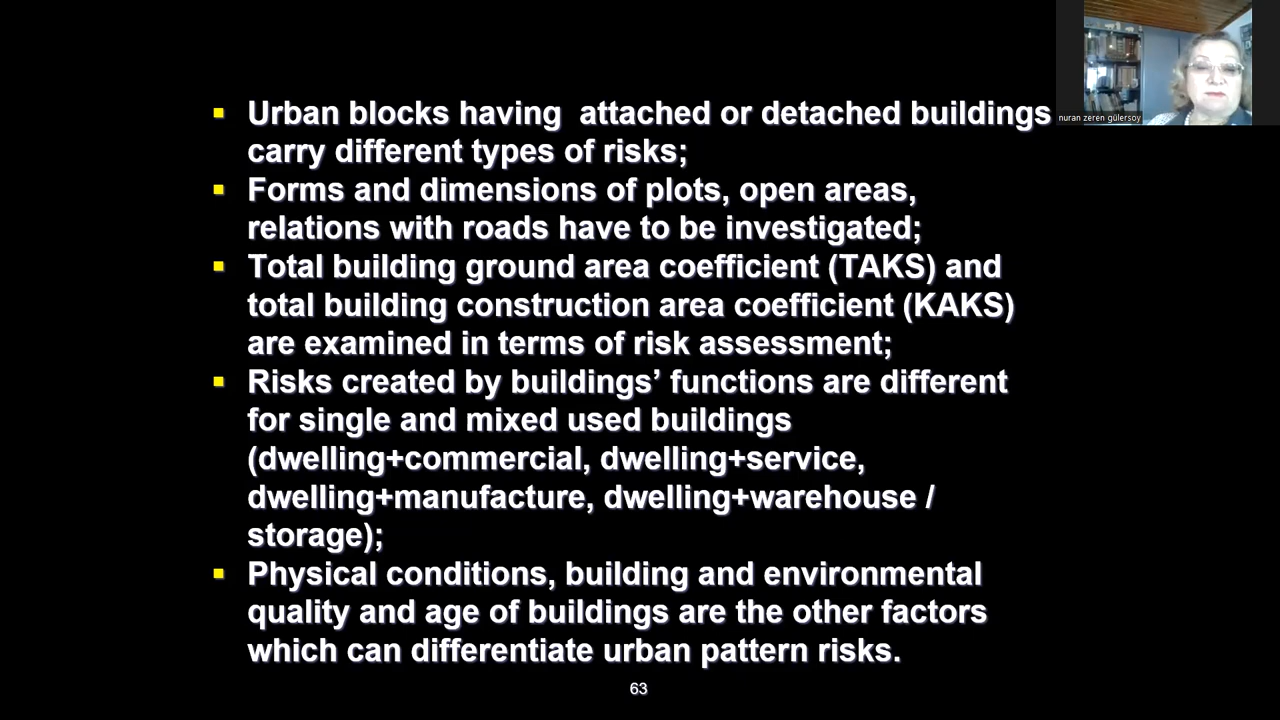 ▪ Urban blocks having  attached or detached buildings
carry different types of risks;
▪ Forms and dimensions of plots, open areas,
relations with roads have to be investigated;
▪ Total building ground area coefficient (TAKS) and
total building construction area coefficient (KAKS)
are examined in terms of risk assessment;
▪ Risks created by buildings’ functions are different
for single and mixed used buildings
(dwelling+commercial, dwelling+service,
dwelling+manufacture, dwelling+warehouse /
storage);
▪ Physical conditions, building and environmental
quality and age of buildings are the other factors
which can differentiate urban pattern risks.
63
nuran zeren gülersoy